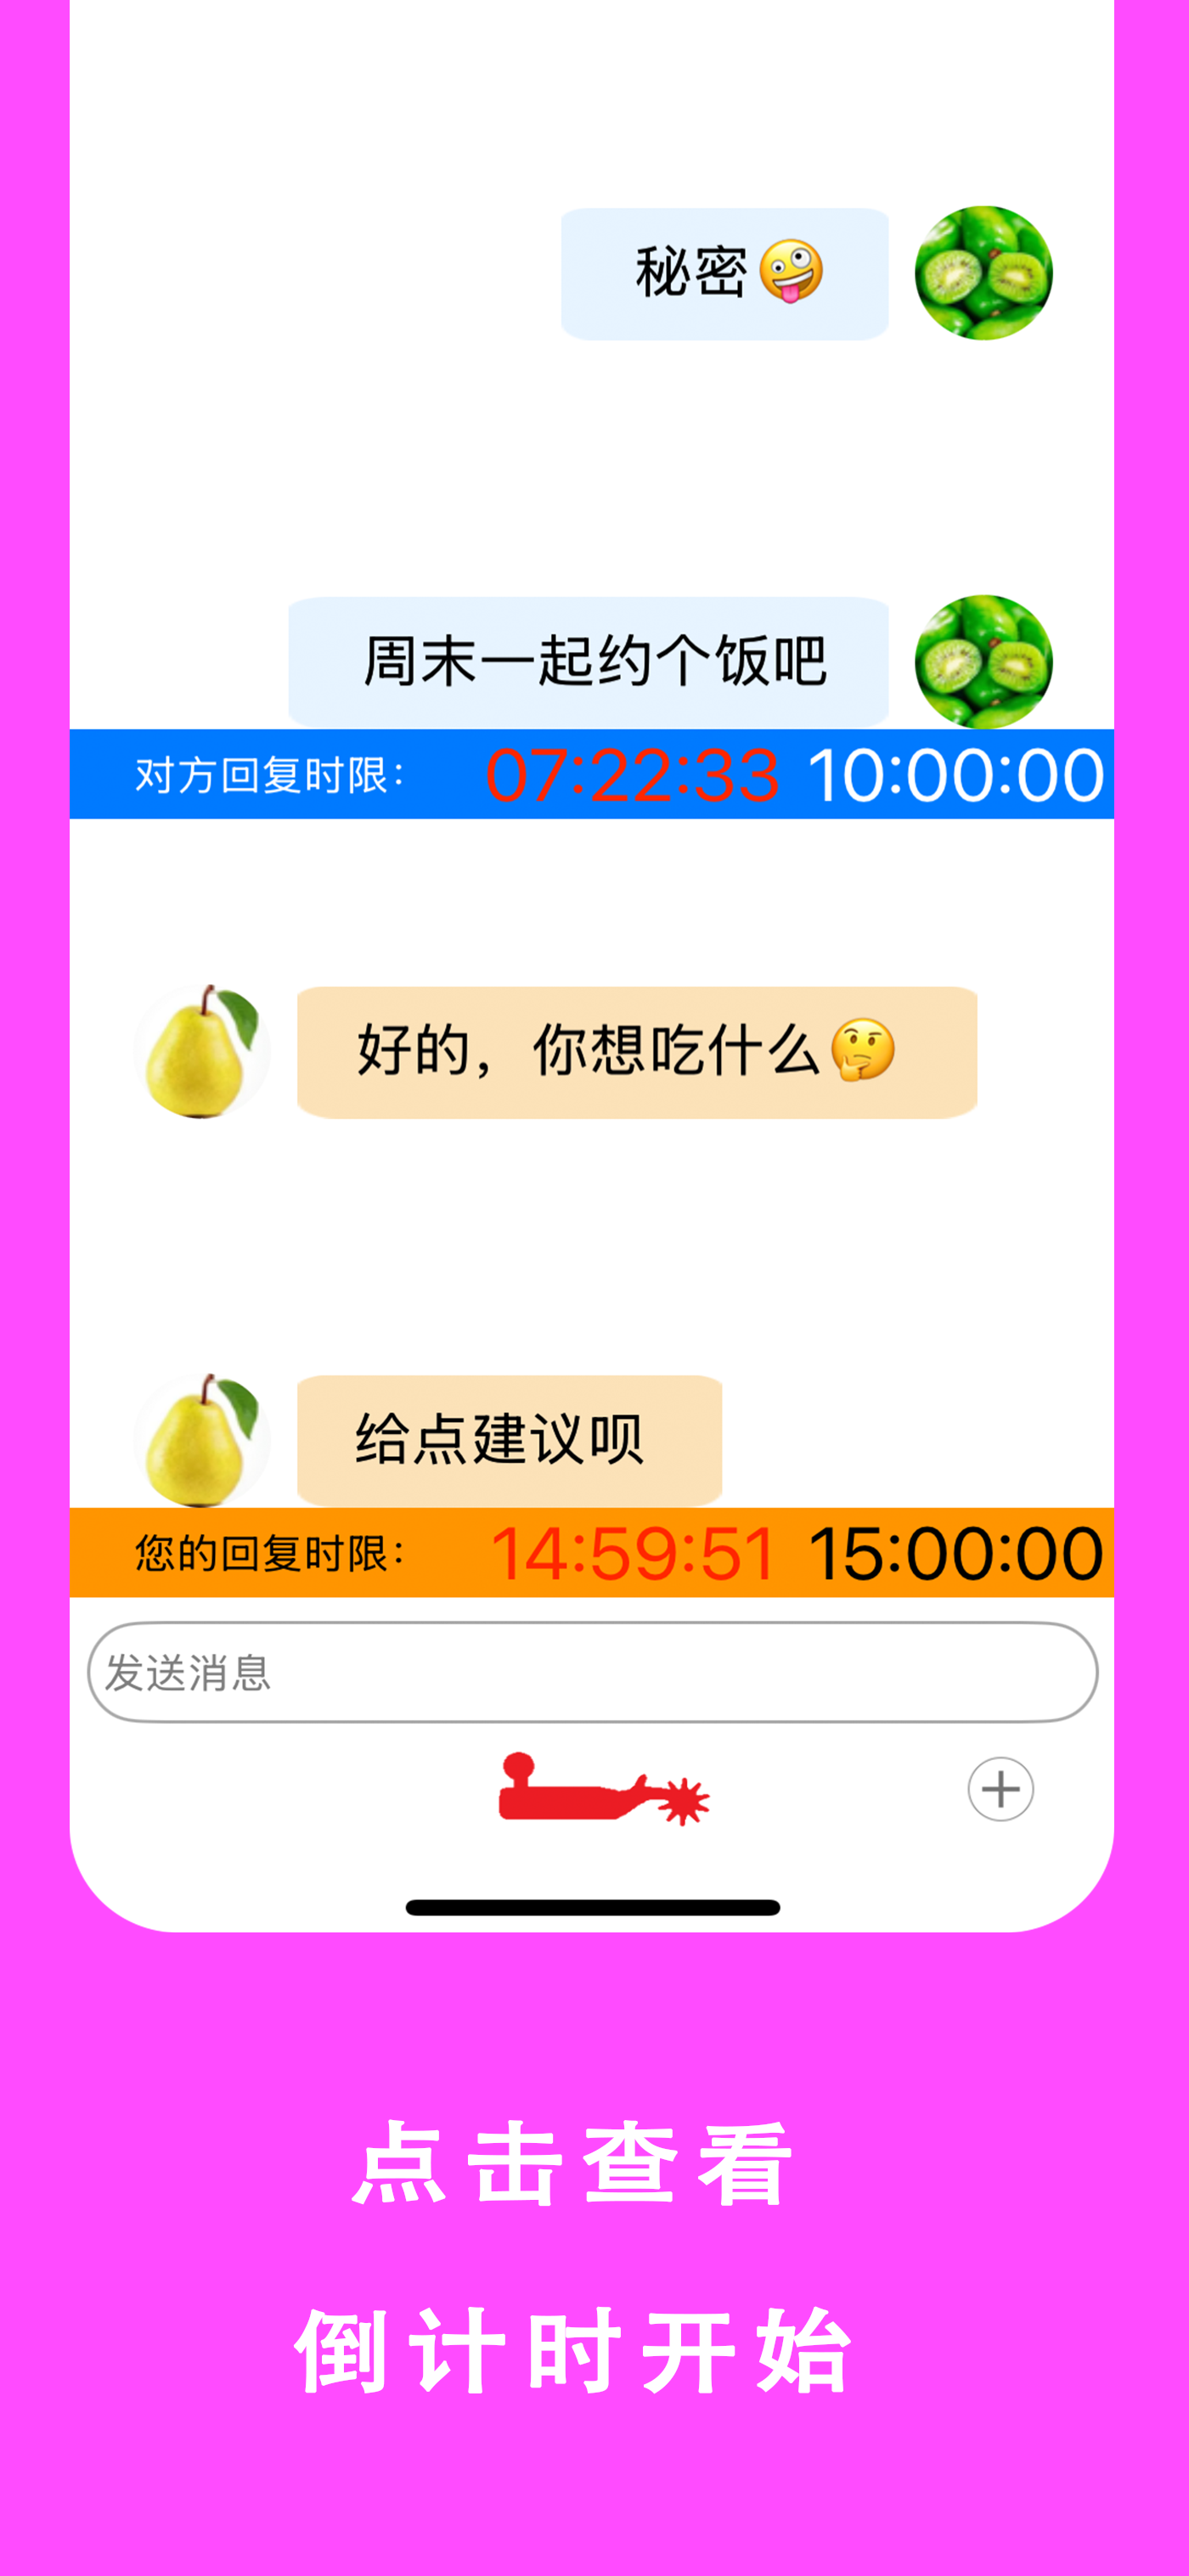 秘密🤪
周末一起约个饭吧
对方回复时限： 07:22:33 10:00:00
好的，你想吃什么🤔
给点建议呗
您的回复时限： 14:59:51 15:00:00
发送消息
点击查看
倒计时开始